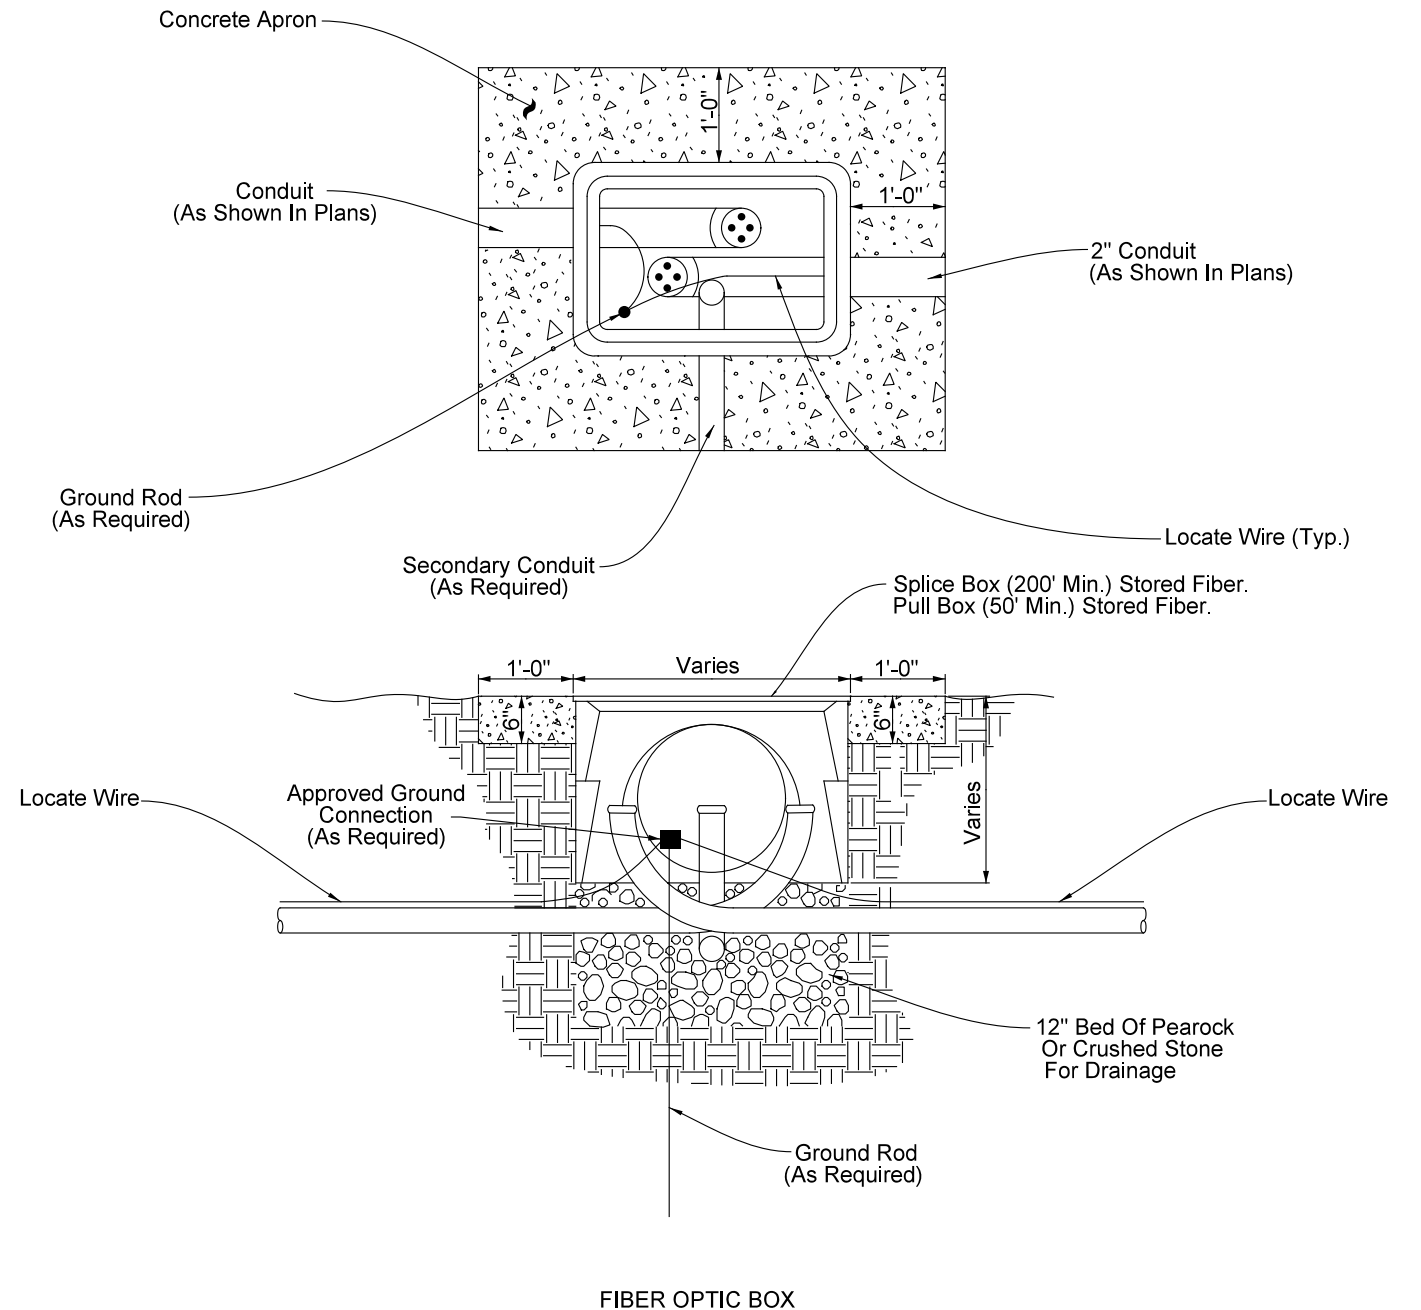 Concrete Apron
1'-0"
Conduit
(As Shown In Plans)
1'-0"
2" Conduit
(As Shown In Plans)
Ground Rod
(As Required)
Locate Wire (Typ.)
Secondary Conduit
(As Required)
Splice Box (200' Min.) Stored Fiber.
Pull Box (50' Min.) Stored Fiber.
1'-0"
Varies
1'-0"
6"
6"
Locate Wire
Approved Ground
Connection
(As Required)
Varies
Locate Wire
12" Bed Of Pearock
Or Crushed Stone
For Drainage
Ground Rod
(As Required)
FIBER OPTIC BOX